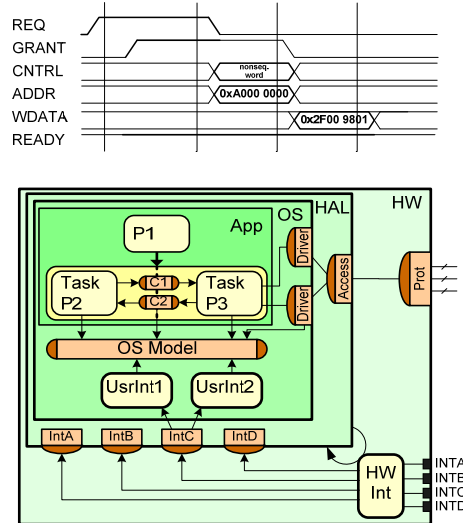 REQ
GRANT
CNTRL
nonseq.
word
ADDR
0xA000 0000
WDATA
0x2F00 9801
READY
App
OS
HAL
HW
P1
Driver
Task
P2
C1
C2
Task
P3
Driver
Access
Prot
OS Model
UsrInt1
UsrInt2
IntA
IntB
IntC
IntD
HW
Int
INTA
INTB
INTC
INTD